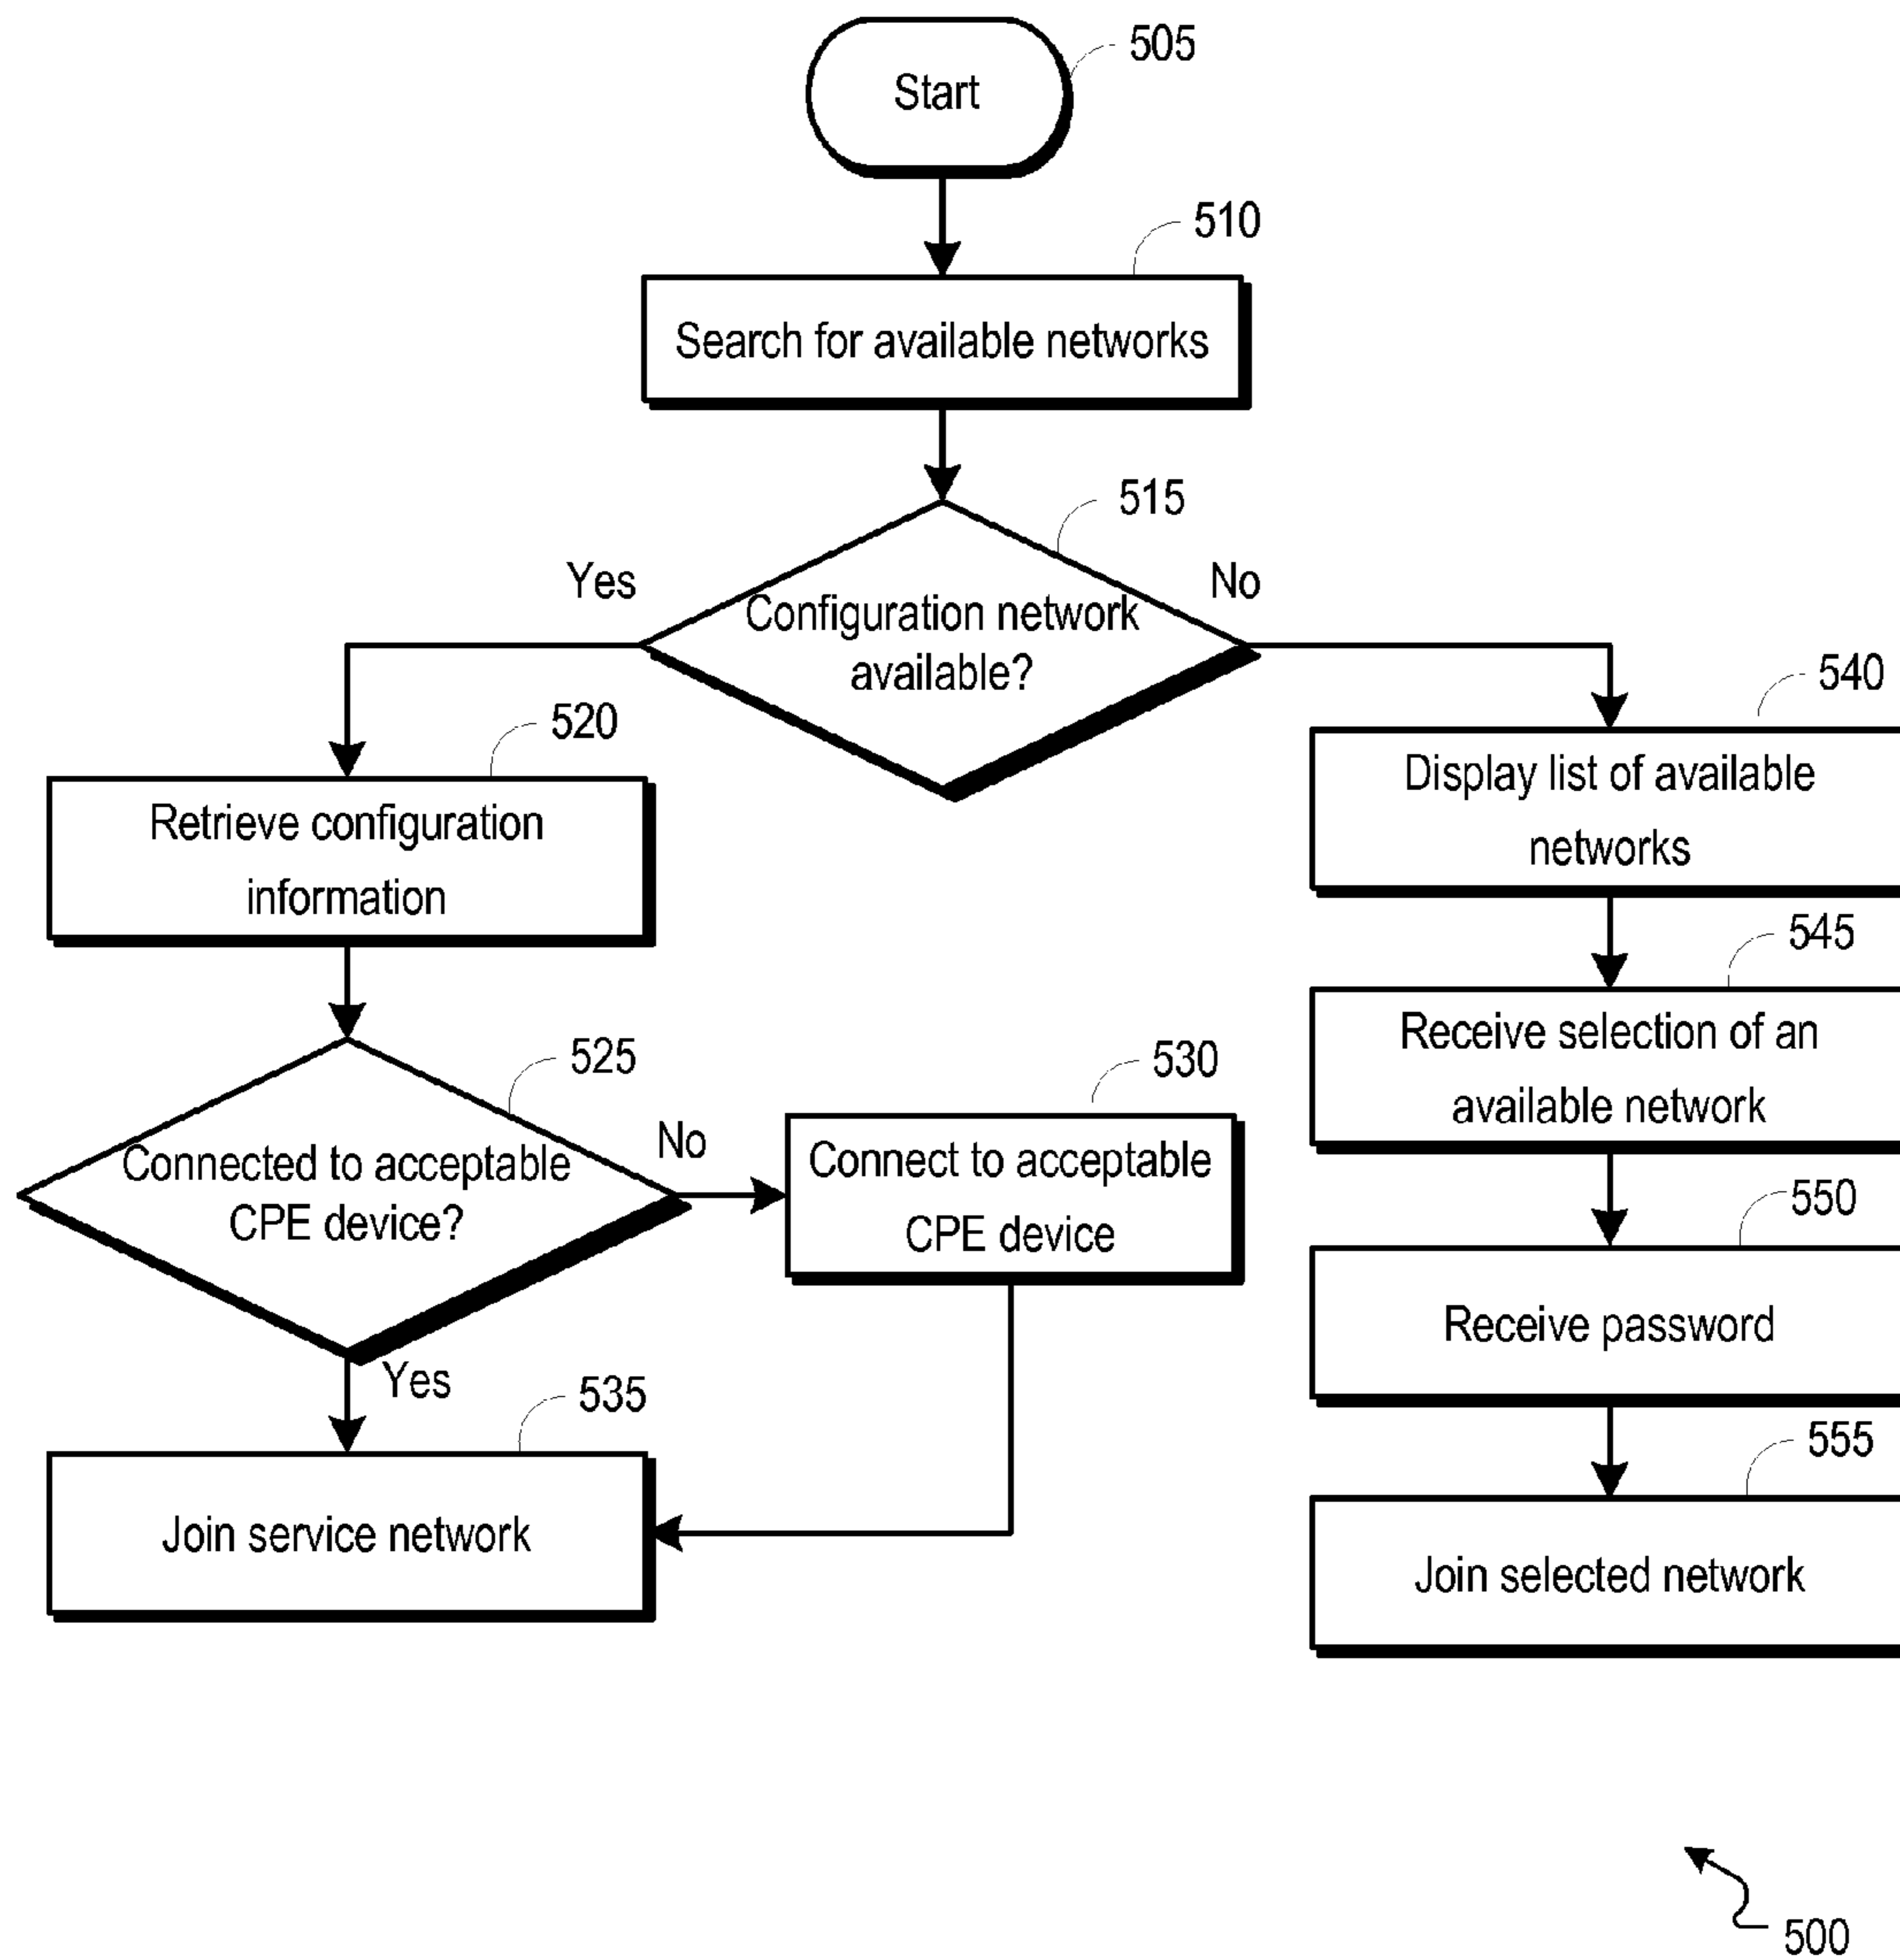 505
Start
510
Search for available networks
515
Yes
No
Configuration network
available?
540
520
Display list of available
networks
Retrieve configuration
information
545
Receive selection of an
available network
525
530
No
Connected to acceptable
CPE device?
Connect to acceptable
CPE device
550
Receive password
Yes
535
555
Join service network
Join selected network
500